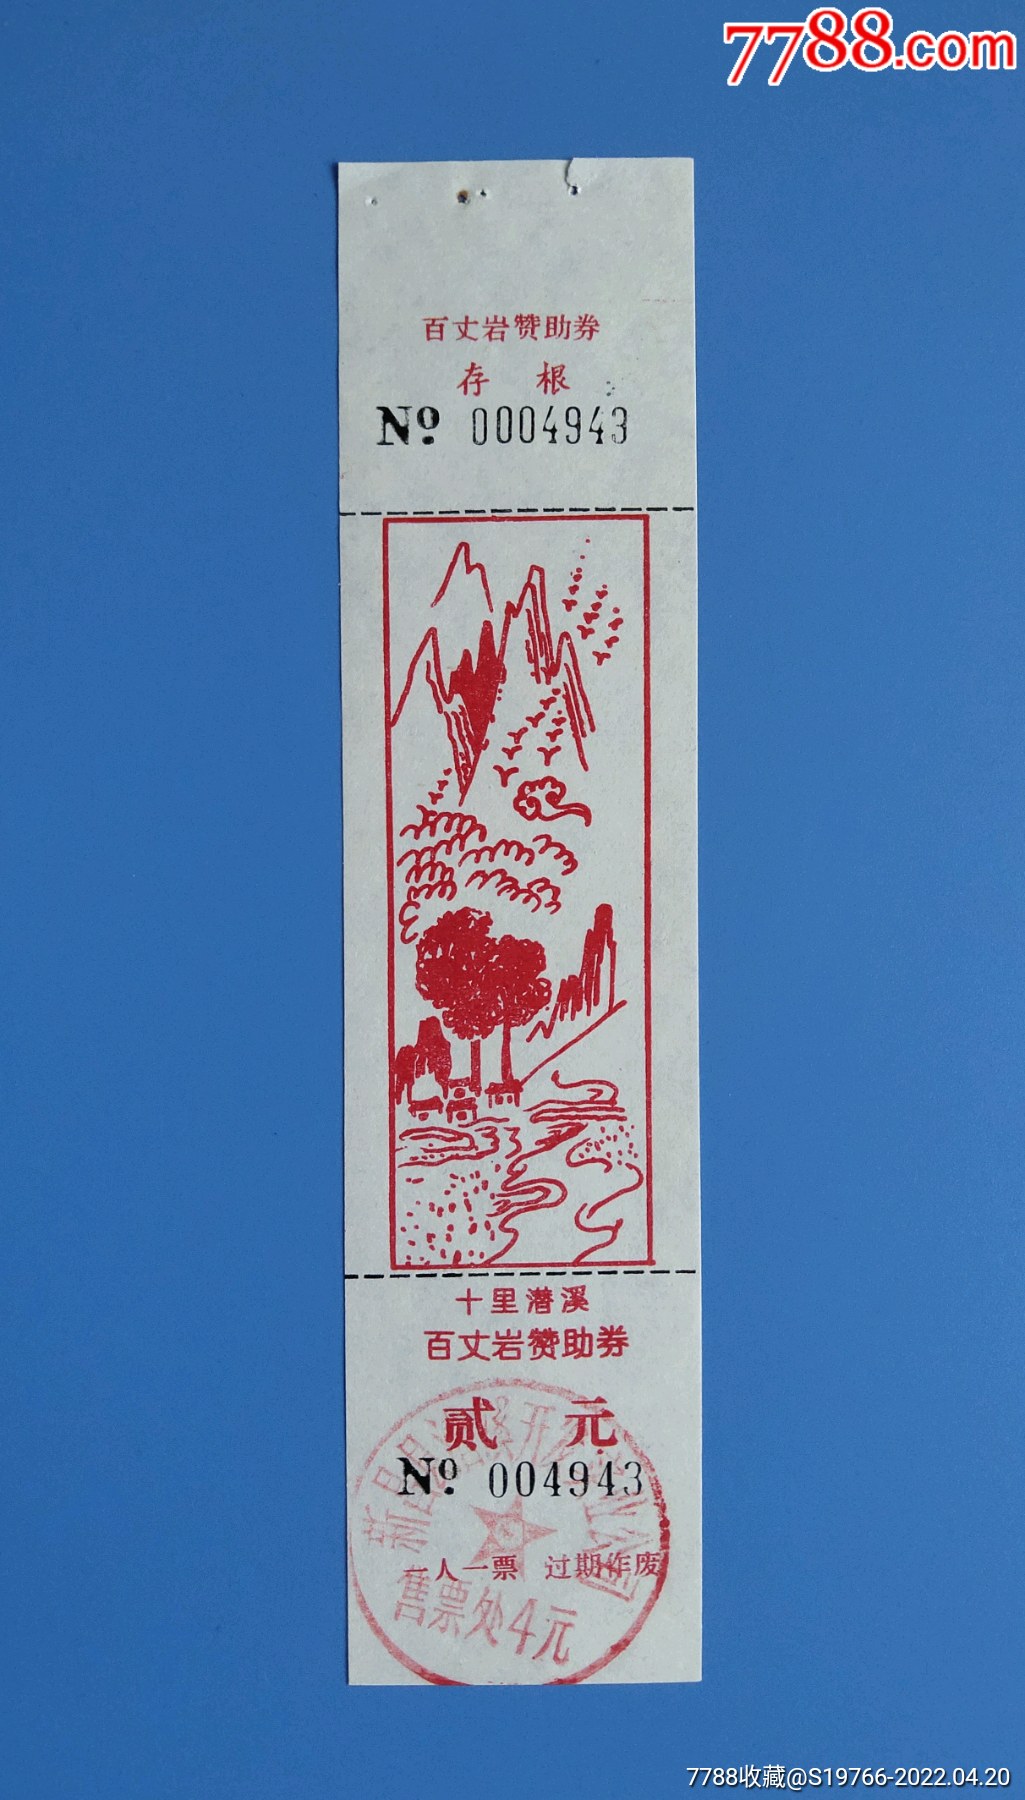 7788.com
百丈岩赞助券
存 根
Nº 0004943
十里潜溪
百丈岩赞助券
贰 元
Nº 004943
一人一票 过期作废
售票处4元
7788收藏@S19766-2022.04.20